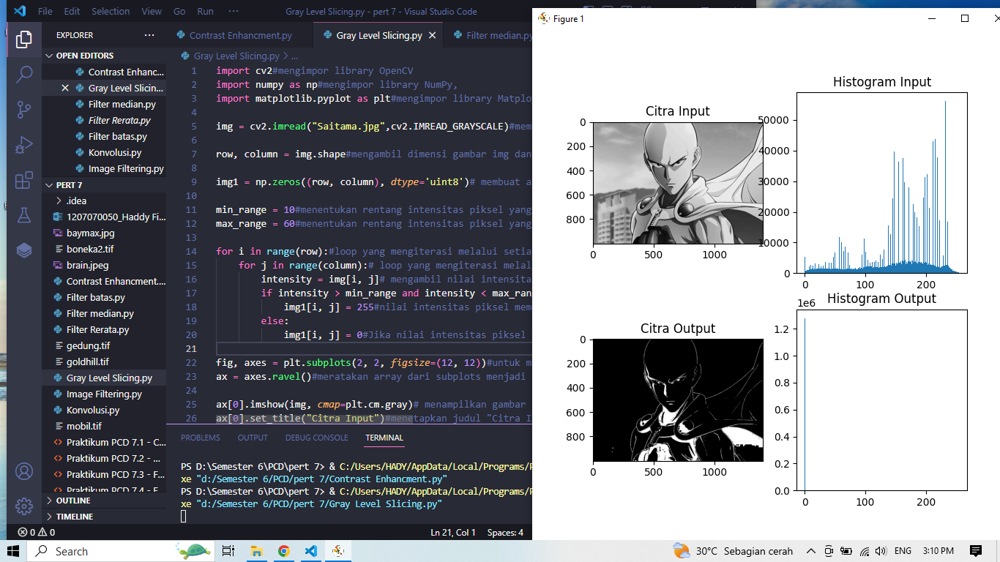 File Edit Selection View Go Run ··· Gray Level Slicing.py - pert 7 - Visual Studio Code
EXPLORER ···
OPEN EDITORS
Contrast Enhanc...
Gray Level Slicin...
Filter median.py
Filter Rerata.py
Filter batas.py
Konvolusi.py
Image Filtering.py
PERT 7
.idea
1207070050_Haddy Fi...
baymax.jpg
boneka2.tif
brain.jpeg
Contrast Enhancment....
Filter batas.py
Filter median.py
Filter Rerata.py
gedung.tif
goldhill.tif
Gray Level Slicing.py
Image Filtering.py
Konvolusi.py
mobil.tif
Praktikum PCD 7.1 - C...
Praktikum PCD 7.2 - ...
Praktikum PCD 7.3 - F...
Praktikum PCD 7.4 - F
OUTLINE
TIMELINE
Contrast Enhancment.py Gray Level Slicing.py Filter median.py
Gray Level Slicing.py > ...
1 import cv2#mengimpor library OpenCV
2 import numpy as np#mengimpor library NumPy,
3 import matplotlib.pyplot as plt#mengimpor library Matplot
4
5 img = cv2.imread("Saitama.jpg",cv2.IMREAD_GRAYSCALE)#mem
6
7 row, column = img.shape#mengambil dimensi gambar img dan
8
9 img1 = np.zeros((row, column), dtype='uint8')# membuat a
10
11 min_range = 10#menentukan rentang intensitas piksel yang
12 max_range = 60#menentukan rentang intensitas piksel yang
13
14 for i in range(row):#loop yang mengiterasi melalui setia
15 for j in range(column):# loop yang mengiterasi melal
16 intensity = img[i, j]# mengambil nilai intensita
17 if intensity > min_range and intensity < max_ran
18 img1[i, j] = 255#nilai intensitas piksel mem
19 else:
20 img1[i, j] = 0#Jika nilai intensitas piksel
21
22 fig, axes = plt.subplots(2, 2, figsize=(12, 12))#untuk m
23 ax = axes.ravel()#meratakan array dari subplots menjadi
24
25 ax[0].imshow(img, cmap=plt.cm.gray)# menampilkan gambar
26 ax[0].set_title("Citra Input")#menetapkan judul "Citra I
PROBLEMS OUTPUT DEBUG CONSOLE TERMINAL
PS D:\Semester 6\PCD\pert 7> & C:/Users/HADY/AppData/Local/Programs/P
xe "d:/Semester 6/PCD/pert 7/Contrast Enhancment.py"
PS D:\Semester 6\PCD\pert 7> & C:/Users/HADY/AppData/Local/Programs/P
xe "d:/Semester 6/PCD/pert 7/Gray Level Slicing.py"
0 0 Ln 21, Col 1 Spaces: 4
Figure 1
Citra Input
0
200
400
600
800
0 500 1000
Histogram Input
50000
40000
30000
20000
10000
0
0 100 200
Citra Output
0
200
400
600
800
0 500 1000
Histogram Output
1e6
1.2
1.0
0.8
0.6
0.4
0.2
0.0
0 100 200
Search
30°C Sebagian cerah ENG 3:10 PM